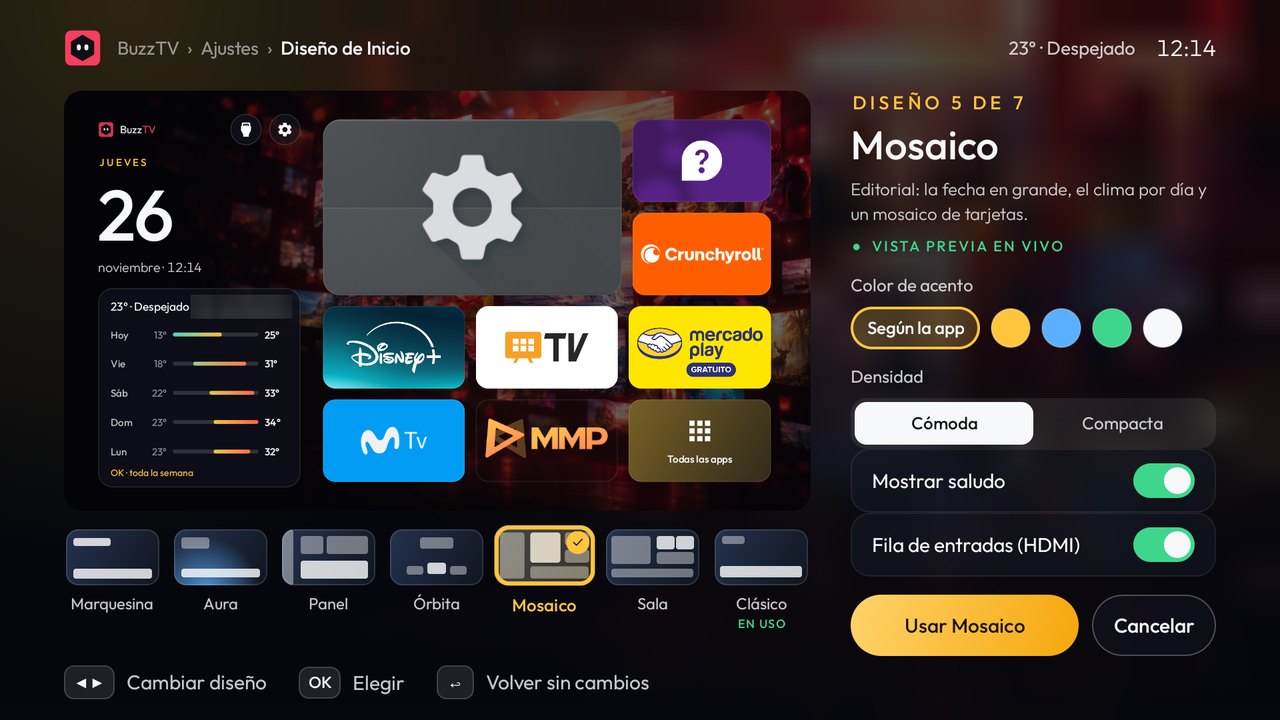 BuzzTV › Ajustes › Diseño de Inicio
23° · Despejado 12:14
BuzzTV
JUEVES
26
noviembre · 12:14
23° · Despejado
Hoy 13° 25°
Vie 18° 31°
Sáb 22° 33°
Dom 23° 34°
Lun 23° 32°
OK · toda la semana
?
Crunchyroll
Disney+
TV
mercado
play
GRATUITO
Tv
MMP
Todas las apps
Marquesina
Aura
Panel
Órbita
Mosaico
Sala
Clásico
EN USO
DISEÑO 5 DE 7
Mosaico
Editorial: la fecha en grande, el clima por día y
un mosaico de tarjetas.
• VISTA PREVIA EN VIVO
Color de acento
Según la app
Densidad
Cómoda Compacta
Mostrar saludo
Fila de entradas (HDMI)
Usar Mosaico Cancelar
◄ ► Cambiar diseño OK Elegir ↩ Volver sin cambios